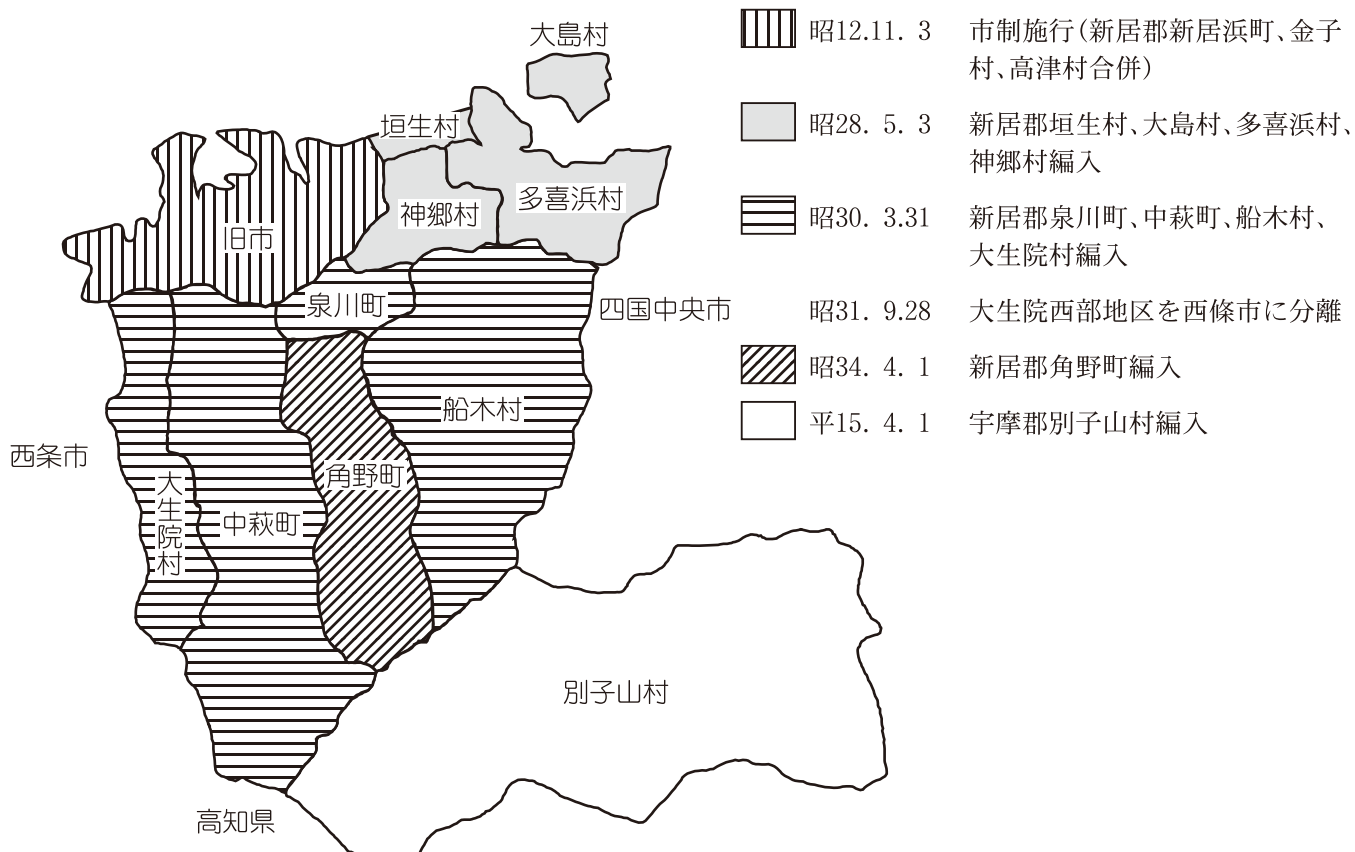 大島村
垣生村
神郷村
多喜浜村
旧市
泉川町
四国中央市
船木村
西条市
角野町
大生院村
中萩町
別子山村
高知県
昭12.11. 3 市制施行(新居郡新居浜町、金子
村、高津村合併)
昭28. 5. 3 新居郡垣生村、大島村、多喜浜村、
神郷村編入
昭30. 3.31 新居郡泉川町、中萩町、船木村、
大生院村編入
昭31. 9.28 大生院西部地区を西條市に分離
昭34. 4. 1 新居郡角野町編入
平15. 4. 1 宇摩郡別子山村編入